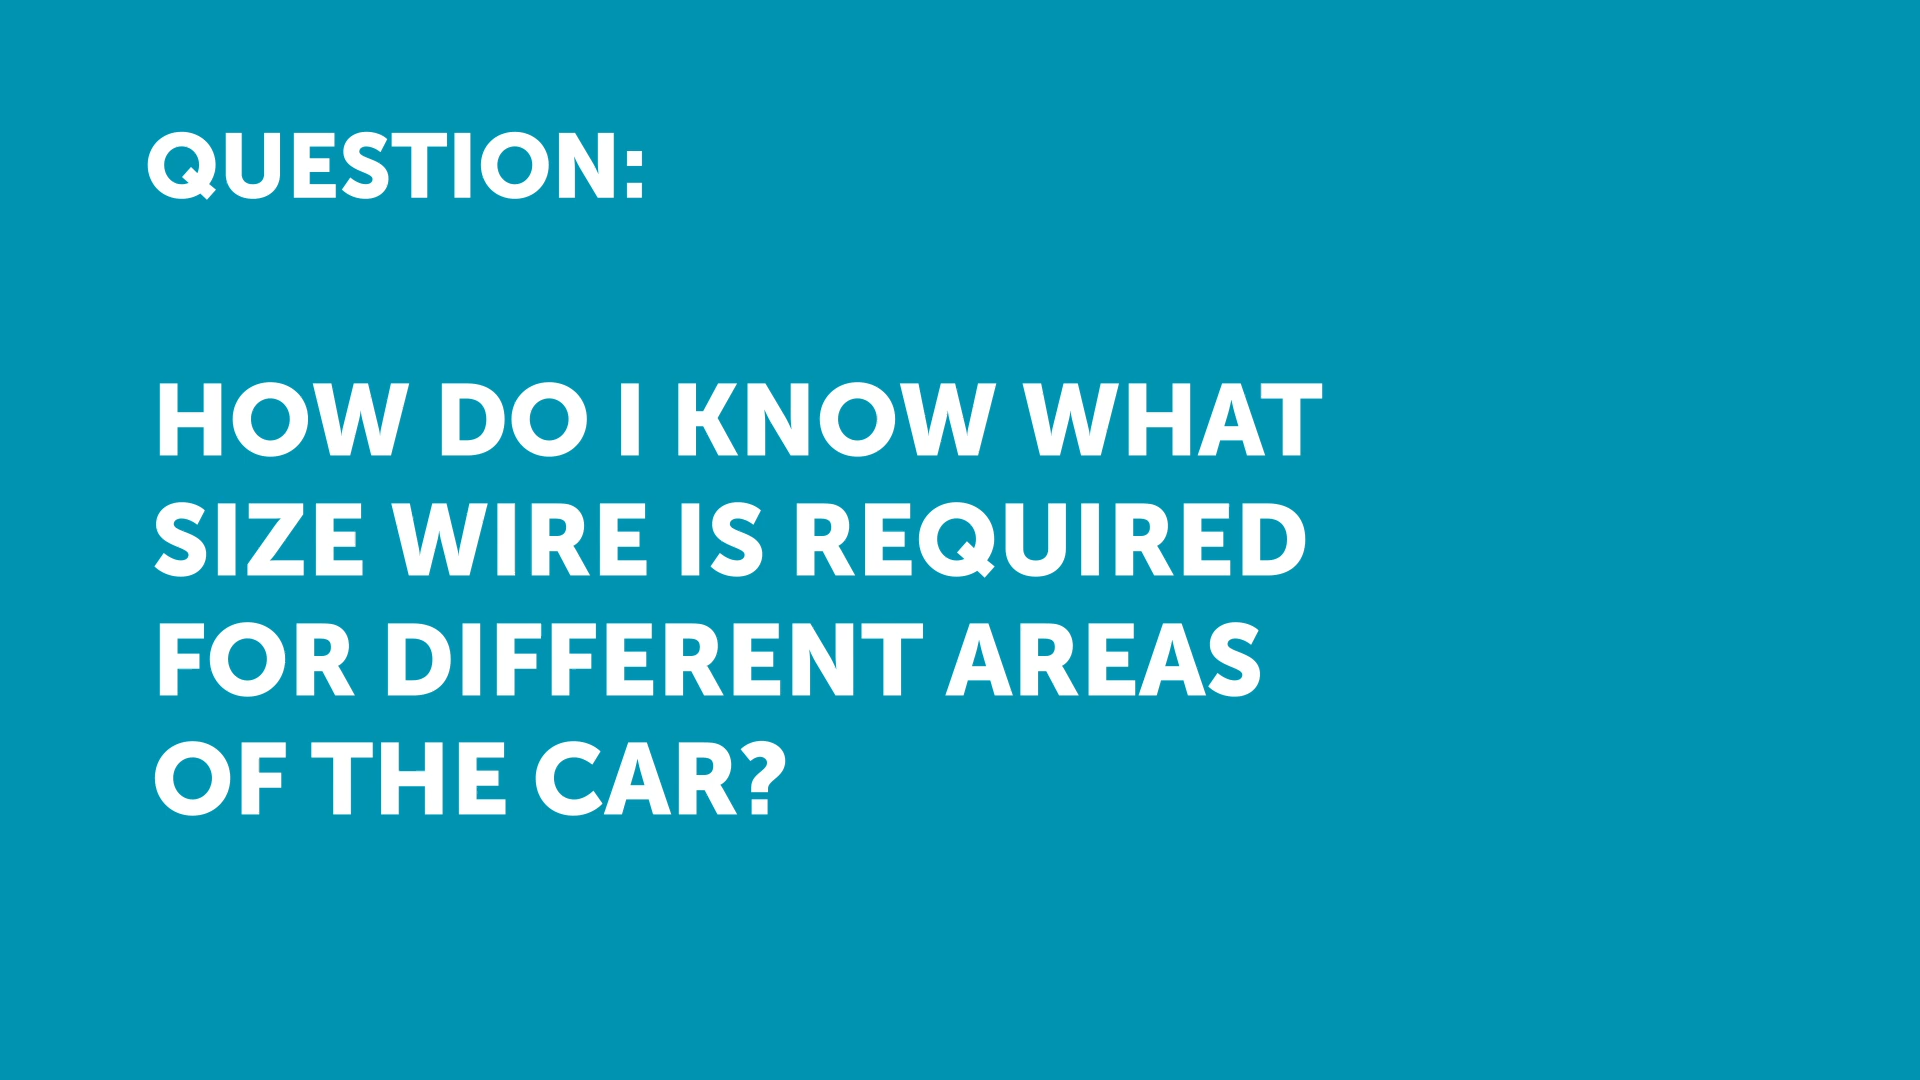 QUESTION:
HOW DO I KNOW WHAT
SIZE WIRE IS REQUIRED
FOR DIFFERENT AREAS
OF THE CAR?